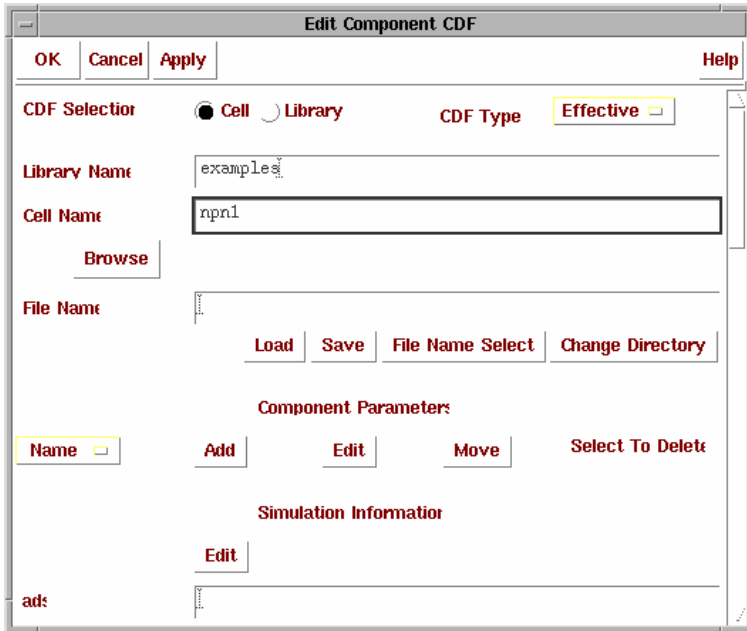 Edit Component CDF
OK Cancel Apply Help
CDF Selection Cell Library CDF Type Effective
Library Name examples
Cell Name npn1
Browse
File Name
Load Save File Name Select Change Directory
Component Parameters
Name Add Edit Move Select To Delete
Simulation Information
Edit
ads